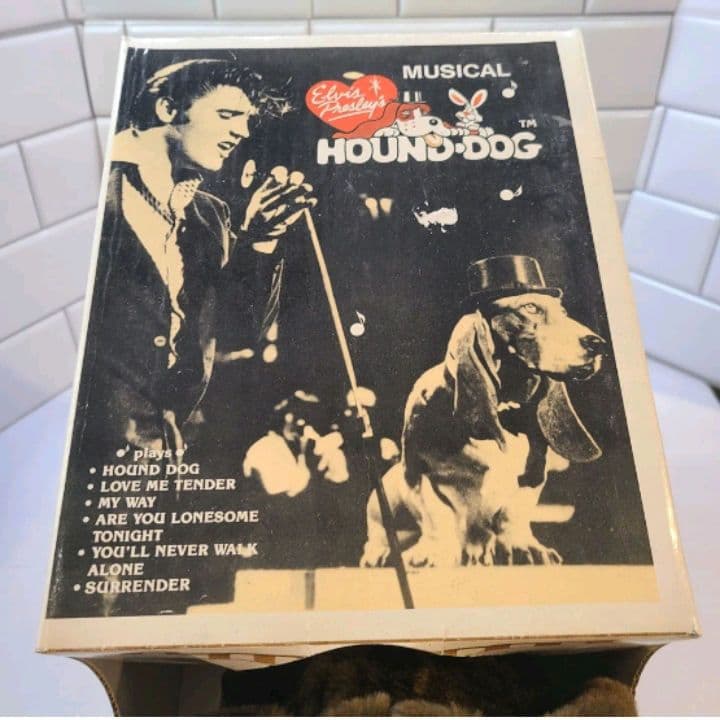 MUSICAL
Elvis
Presley's
HOUND·DOG TM
plays
• HOUND DOG
• LOVE ME TENDER
• MY WAY
• ARE YOU LONESOME
TONIGHT
• YOU'LL NEVER WALK
ALONE
• SURRENDER